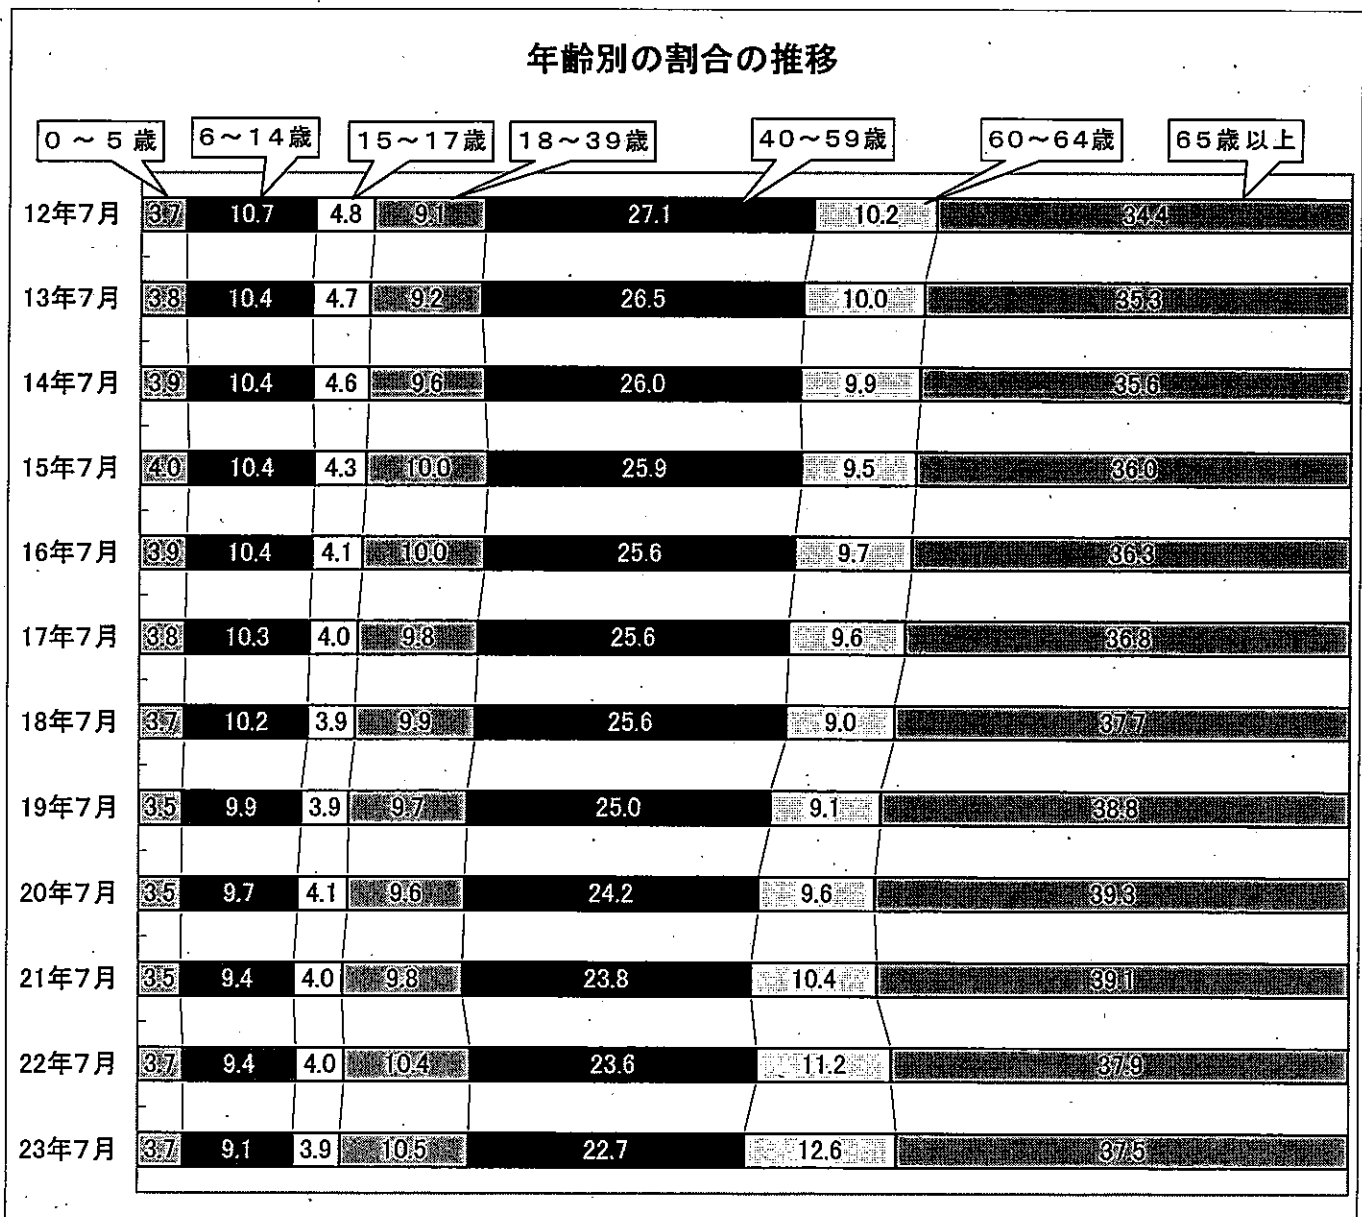 年齢別の割合の推移
０～５歳 ６～１４歳 １５～１７歳 １８～３９歳 ４０～５９歳 ６０～６４歳 ６５歳以上
12年7月 3.7 10.7 4.8 9.1 27.1 10.2 34.4
13年7月 3.8 10.4 4.7 9.2 26.5 10.0 35.3
14年7月 3.9 10.4 4.6 9.6 26.0 9.9 35.6
15年7月 4.0 10.4 4.3 10.0 25.9 9.5 36.0
16年7月 3.9 10.4 4.1 10.0 25.6 9.7 36.3
17年7月 3.8 10.3 4.0 9.8 25.6 9.6 36.8
18年7月 3.7 10.2 3.9 9.9 25.6 9.0 37.7
19年7月 3.5 9.9 3.9 9.7 25.0 9.1 38.8
20年7月 3.5 9.7 4.1 9.6 24.2 9.6 39.3
21年7月 3.5 9.4 4.0 9.8 23.8 10.4 39.1
22年7月 3.7 9.4 4.0 10.4 23.6 11.2 37.9
23年7月 3.7 9.1 3.9 10.5 22.7 12.6 37.5